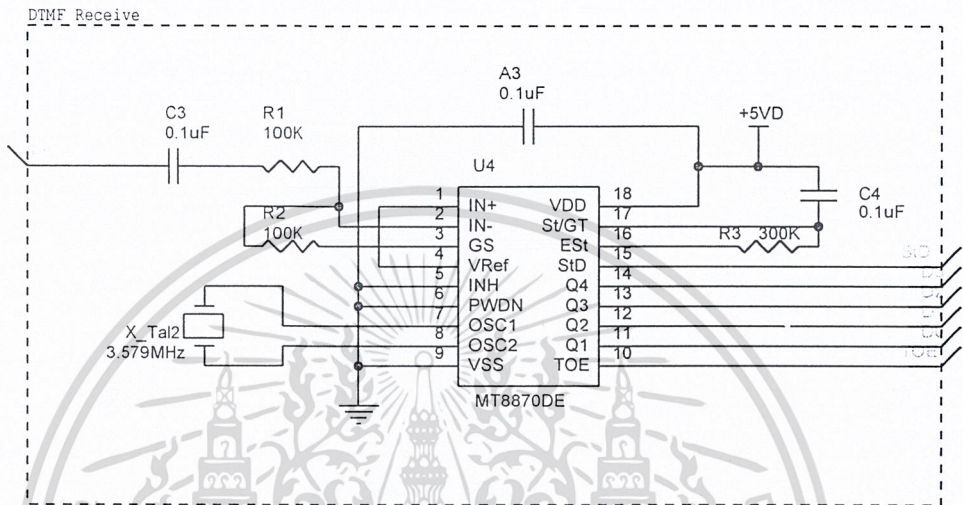 DTMF Receive
A3
0.1uF
C3
0.1uF
R1
100K
+5VD
U4
C4
0.1uF
R2
100K
R3 300K
1 IN+
2 IN-
3 GS
4 VRef
5 INH
6 PWDN
7 OSC1
8 OSC2
9 VSS
VDD 18
St/GT 17
ESt 16
StD 15
Q4 14
Q3 13
Q2 12
Q1 11
TOE 10
X_Tal2
3.579MHz
MT8870DE
StD
TOE